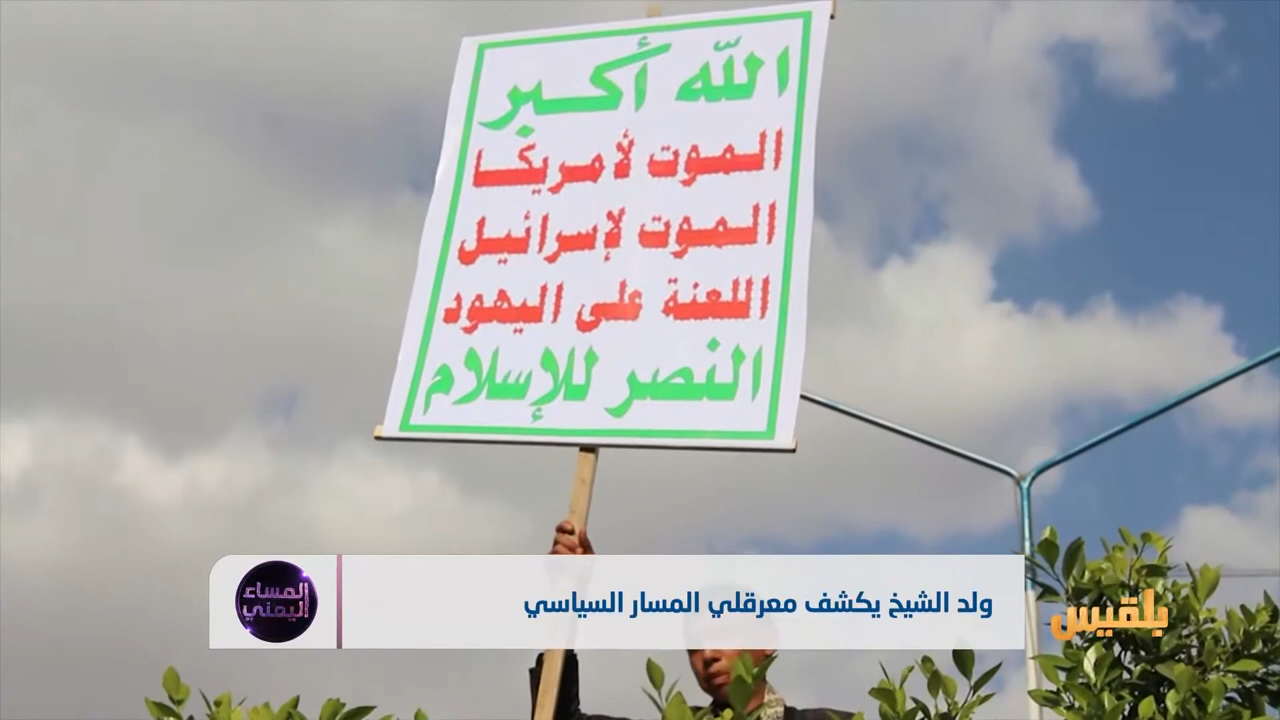 الله أكبر
الموت لأمريكا
الموت لإسرائيل
اللعنة على اليهود
النصر للإسلام
المساء
اليمني
ولد الشيخ يكشف معرقلي المسار السياسي
بلقيس